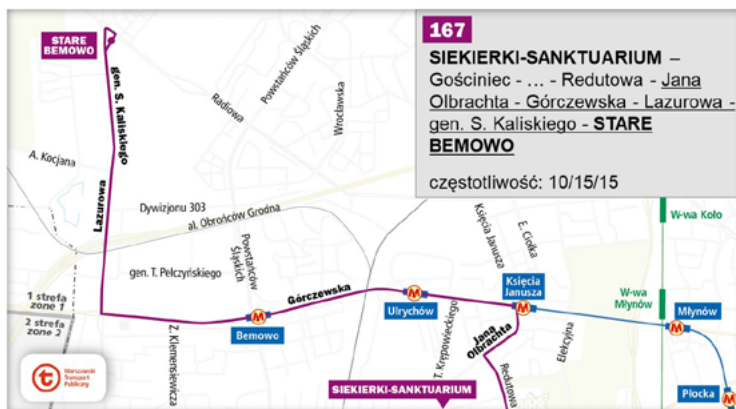 167
SIEKIERKI-SANKTUARIUM –
Gościniec - ... - Redutowa - Jana
Olbrachta - Górczewska - Lazurowa -
gen. S. Kaliskiego - STARE
BEMOWO
częstotliwość: 10/15/15
STARE
BEMOWO
gen. S. Kaliskiego
Radiowa
Powstańców Śląskich
Wrocławska
A. Kocjana
Lazurowa
Dywizjonu 303
al. Obrońców Grodna
Powstańców
Śląskich
gen. T. Pełczyńskiego
Księcia Janusza
E. Ciołka
W-wa Koło
1 strefa
zone 1
2 strefa
zone 2
Górczewska
Bemowo
Ulrychów
Księcia
Janusza
W-wa
Młynów
Młynów
Z. Klemensiewicza
T. Krępowieckiego
Jana
Olbrachta
Redutowa
Elekcyjna
Płocka
SIEKIERKI-SANKTUARIUM
Warszawski
Transport
Publiczny